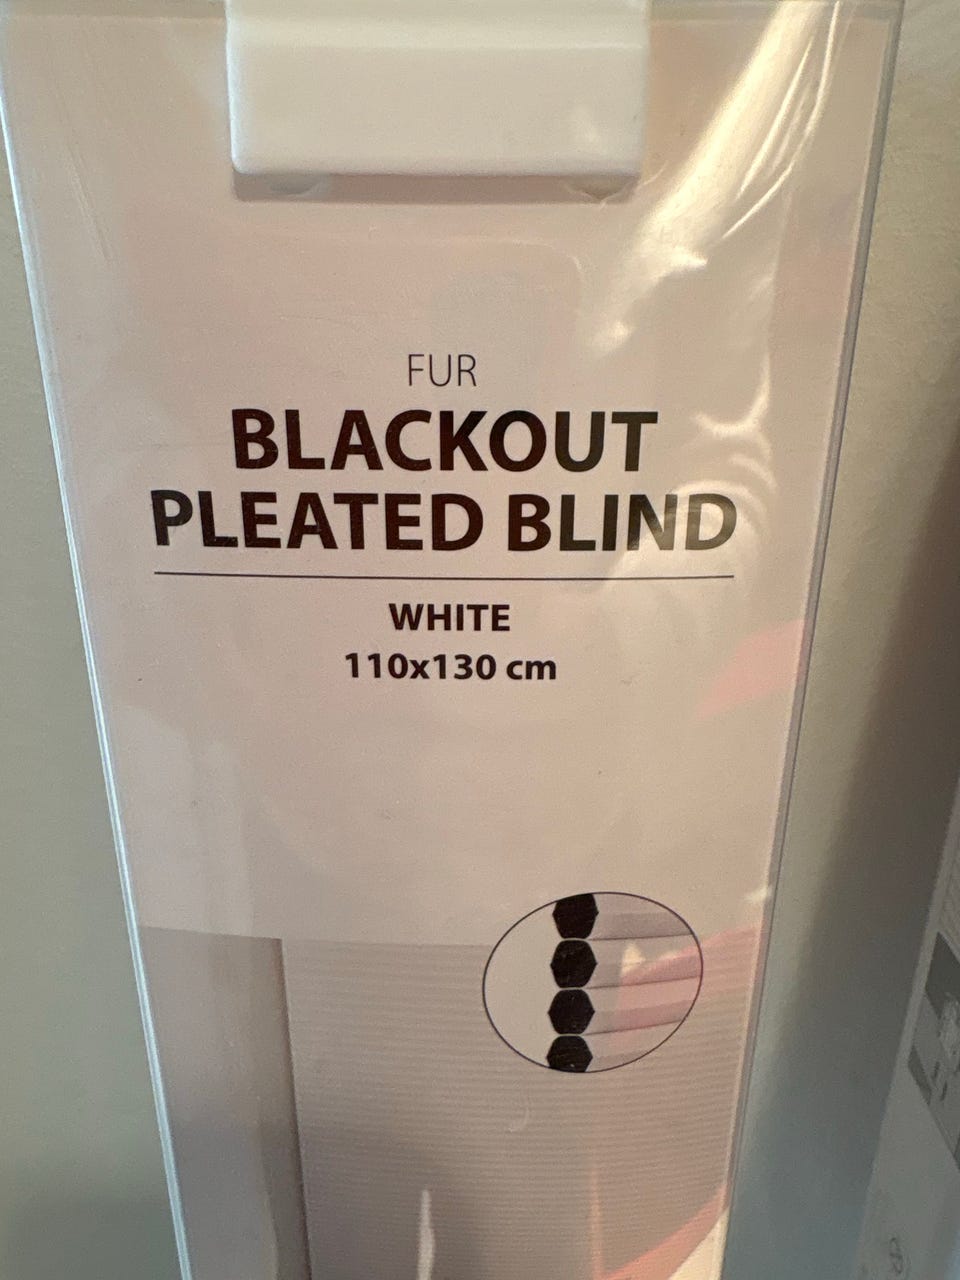 FUR
BLACKOUT
PLEATED BLIND
WHITE
110x130 cm